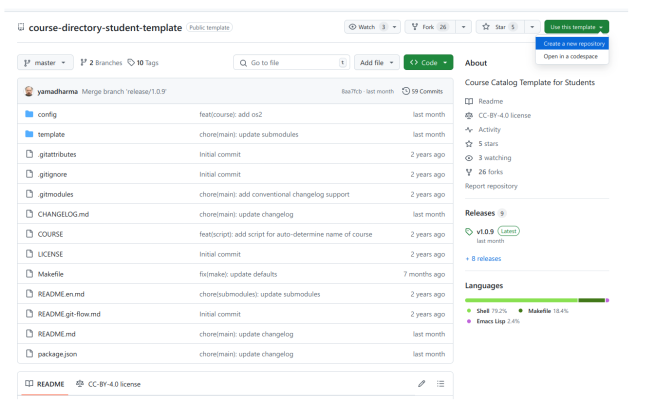 course-directory-student-template Public template Watch 3 Fork 26 Star 5 Use this template
Create a new repository
Open in a codespace
master 2 Branches 10 Tags Go to file t Add file Code
yamadharma Merge branch 'release/1.0.9' 8aa7fcb · last month 59 Commits
config feat(course): add os2 last month
template chore(main): update submodules last month
.gitattributes Initial commit 2 years ago
.gitignore Initial commit 2 years ago
.gitmodules chore(main): add conventional changelog support 2 years ago
CHANGELOG.md chore(main): update changelog last month
COURSE feat(script): add script for auto-determine name of course 2 years ago
LICENSE Initial commit 2 years ago
Makefile fix(make): update defaults 7 months ago
README.en.md chore(submodules): update submodules 2 years ago
README.git-flow.md Initial commit 2 years ago
README.md chore(main): update changelog last month
package.json chore(main): update changelog last month
README CC-BY-4.0 license
About
Course Catalog Template for Students
Readme
CC-BY-4.0 license
Activity
5 stars
3 watching
26 forks
Report repository
Releases 9
v1.0.9 Latest
last month
+ 8 releases
Languages
Shell 79.2% Makefile 18.4%
Emacs Lisp 2.4%